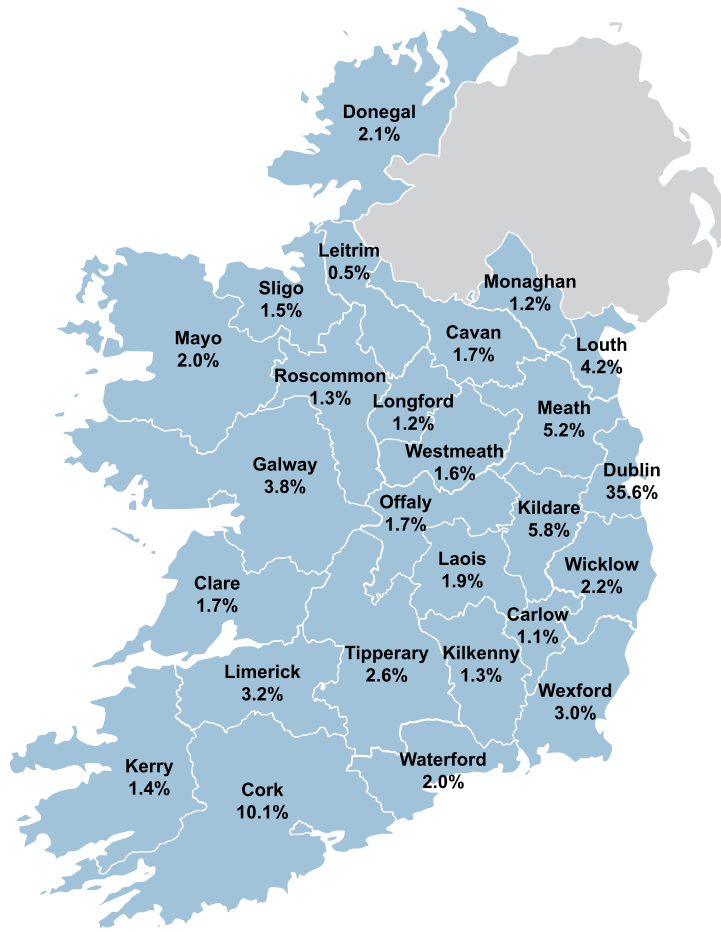 Donegal
2.1%
Leitrim
0.5%
Sligo
1.5%
Monaghan
1.2%
Mayo
2.0%
Cavan
1.7%
Louth
4.2%
Roscommon
1.3%
Longford
1.2%
Meath
5.2%
Westmeath
1.6%
Galway
3.8%
Dublin
35.6%
Offaly
1.7%
Kildare
5.8%
Laois
1.9%
Wicklow
2.2%
Clare
1.7%
Carlow
1.1%
Tipperary
2.6%
Kilkenny
1.3%
Limerick
3.2%
Wexford
3.0%
Waterford
2.0%
Kerry
1.4%
Cork
10.1%